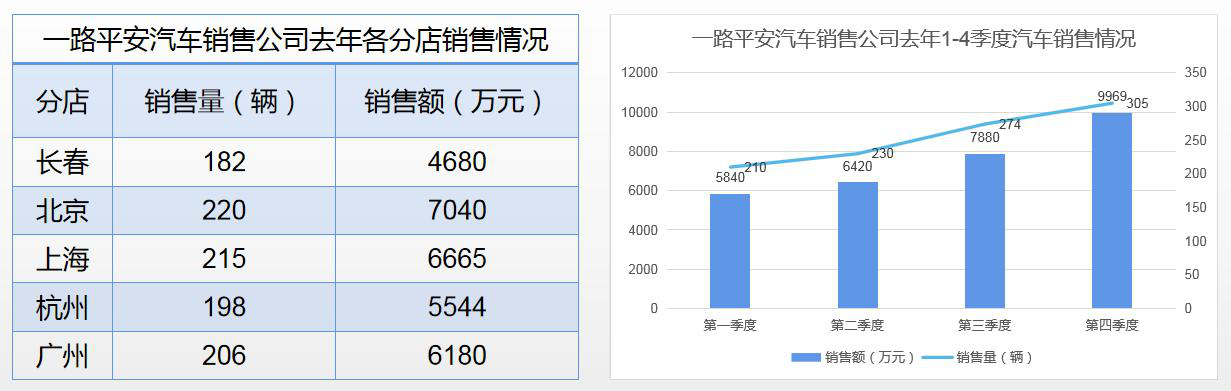 一路平安汽车销售公司去年各分店销售情况
分店 销售量（辆） 销售额（万元）
长春 182 4680
北京 220 7040
上海 215 6665
杭州 198 5544
广州 206 6180
一路平安汽车销售公司去年1-4季度汽车销售情况
12000 350
10000 300
8000 250
6000 200
4000 150
2000 100
0 50
0
5840 210
6420 230
7880 274
9969 305
第一季度 第二季度 第三季度 第四季度
销售额（万元） 销售量（辆）